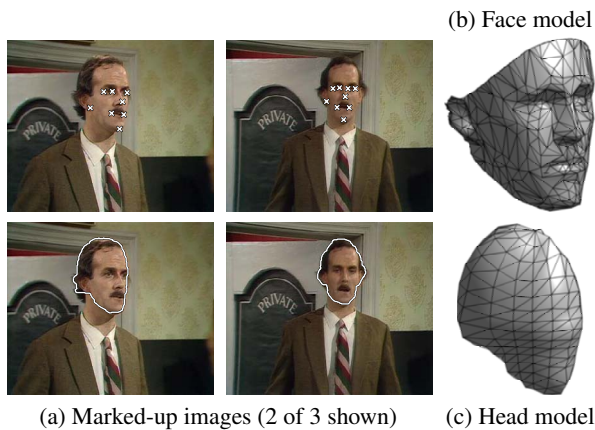 (b) Face model
PRIVATE
PRIVATE
PRIVATE
PRIVATE
(a) Marked-up images (2 of 3 shown)
(c) Head model